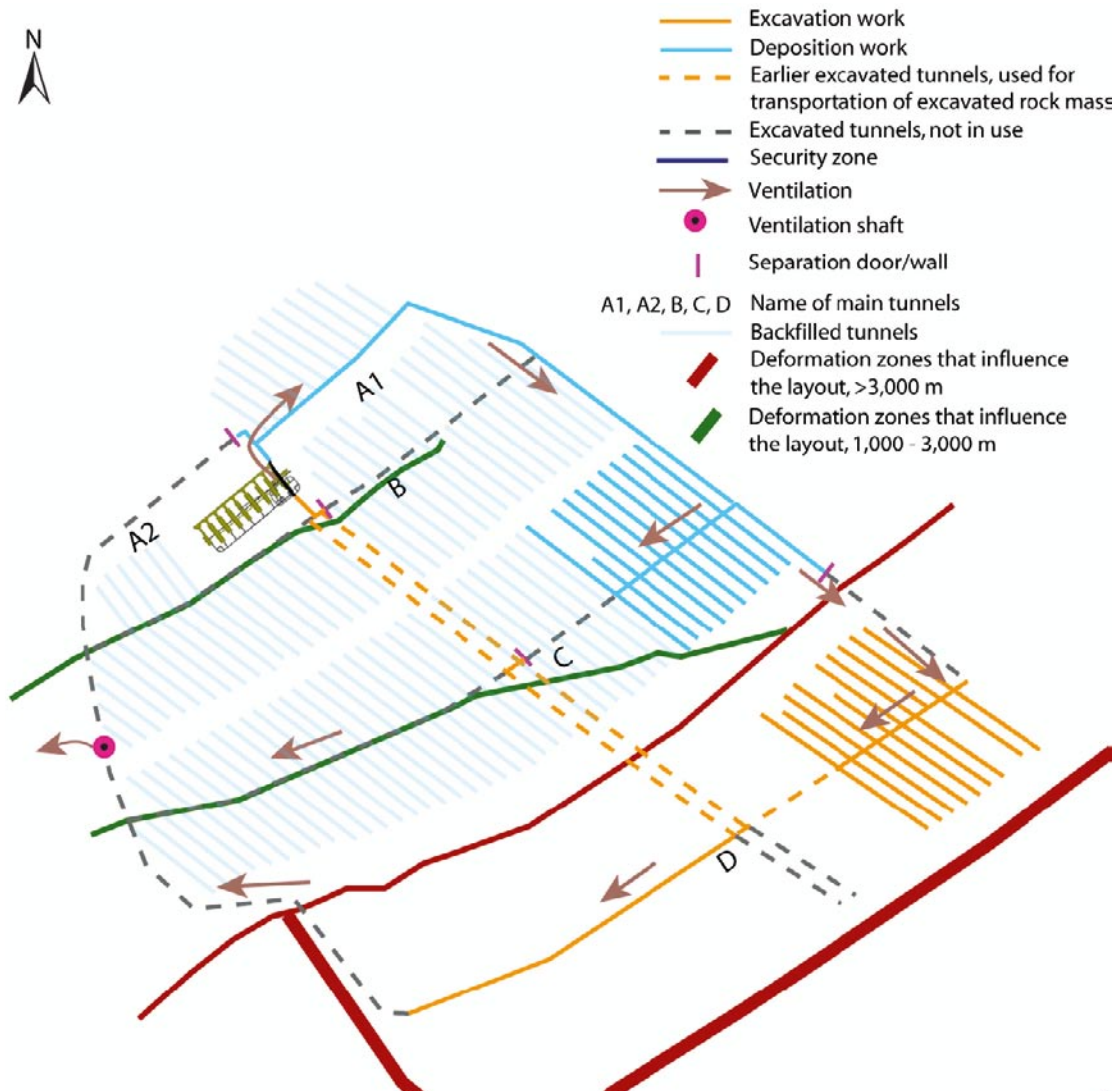 N
Excavation work
Deposition work
Earlier excavated tunnels, used for
transportation of excavated rock mass
Excavated tunnels, not in use
Security zone
Ventilation
Ventilation shaft
Separation door/wall
A1, A2, B, C, D Name of main tunnels
Backfilled tunnels
Deformation zones that influence
the layout, >3,000 m
Deformation zones that influence
the layout, 1,000 - 3,000 m
A1
B
A2
C
D